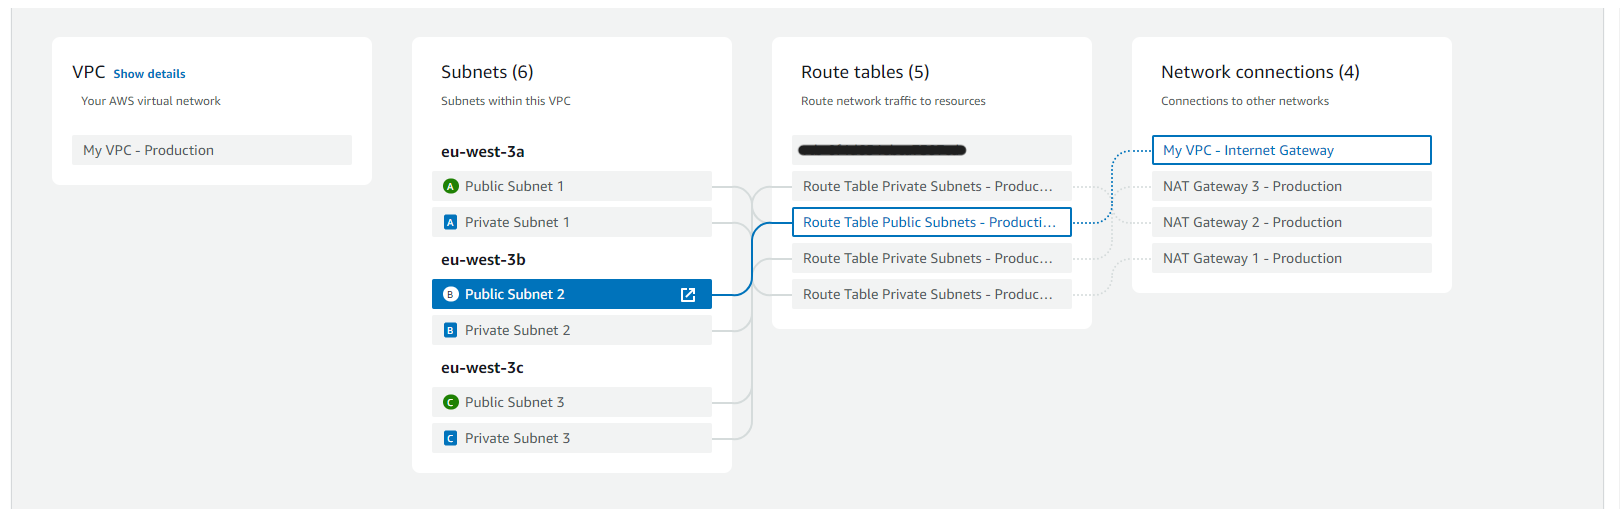 VPC Show details
Your AWS virtual network
My VPC - Production
Subnets (6)
Subnets within this VPC
eu-west-3a
A Public Subnet 1
A Private Subnet 1
eu-west-3b
B Public Subnet 2
B Private Subnet 2
eu-west-3c
C Public Subnet 3
C Private Subnet 3
Route tables (5)
Route network traffic to resources
Route Table Private Subnets - Produc...
Route Table Public Subnets - Producti...
Route Table Private Subnets - Produc...
Route Table Private Subnets - Produc...
Network connections (4)
Connections to other networks
My VPC - Internet Gateway
NAT Gateway 3 - Production
NAT Gateway 2 - Production
NAT Gateway 1 - Production